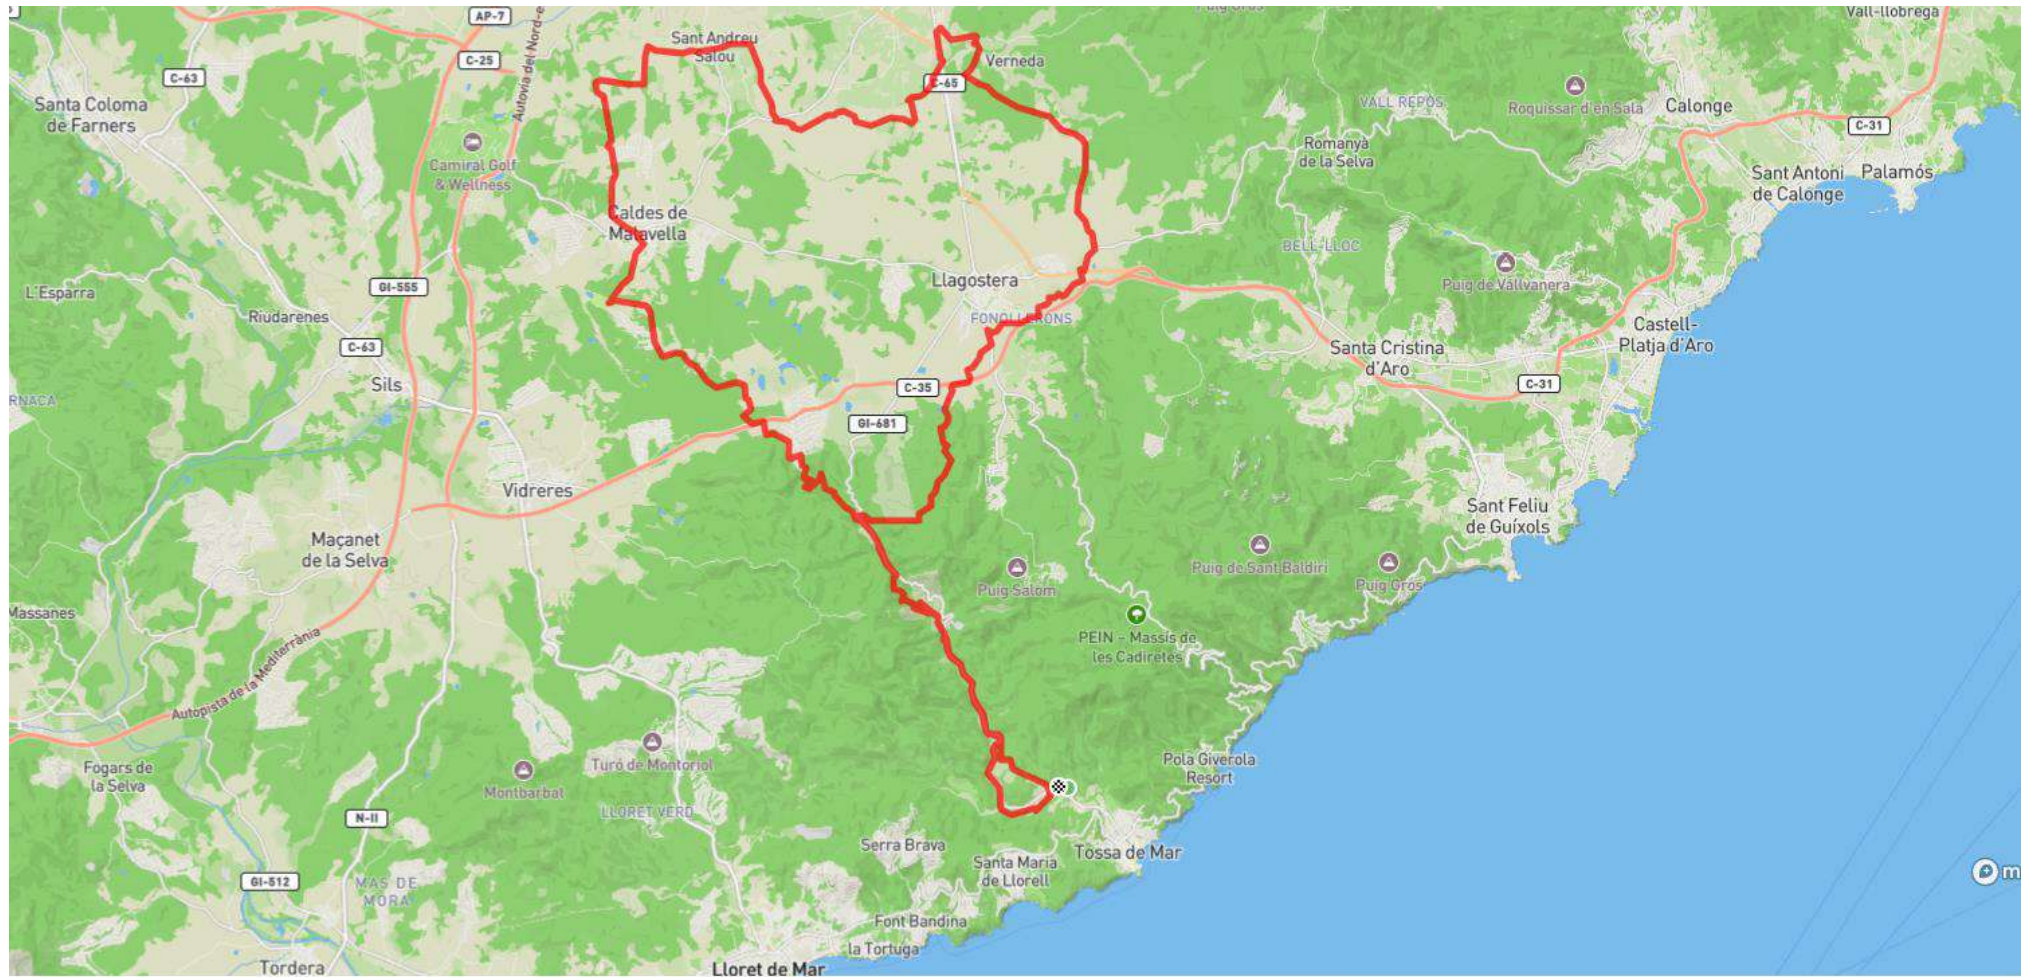 AP-7
Sant Andreu
Salou
Vall-llobrega
C-25
C-63
Autovia del Nord-e
Verneda
C-65
Santa Coloma
de Farners
VALL REPÒS
Roquissar d'en Sala
Calonge
C-31
Camiral Golf
& Wellness
Romanyà
de la Selva
Sant Antoni
de Calonge
Palamós
Caldes de
Malavella
BELL-LLOC
L'Esparra
GI-555
Llagostera
Puig de Vallvanera
Riudarenes
FONOLLERONS
C-63
Castell-
Platja d'Aro
Santa Cristina
d'Aro
Sils
C-35
C-31
RNACA
GI-681
Vidreres
Sant Feliu
de Guíxols
Maçanet
de la Selva
Puig Salom
Puig de Sant Baldiri
Puig Gros
Massanes
PEIN - Massís de
les Cadiretes
Autopista de la Mediterrània
Turó de Montoriol
Pola Giverola
Resort
Fogars de
la Selva
Montbarbat
LLORET VERD
N-II
Serra Brava
Tossa de Mar
Santa Maria
de Llorell
GI-512
MAS DE
MORA
m
Font Bandina
la Tortuga
Tordera
Lloret de Mar